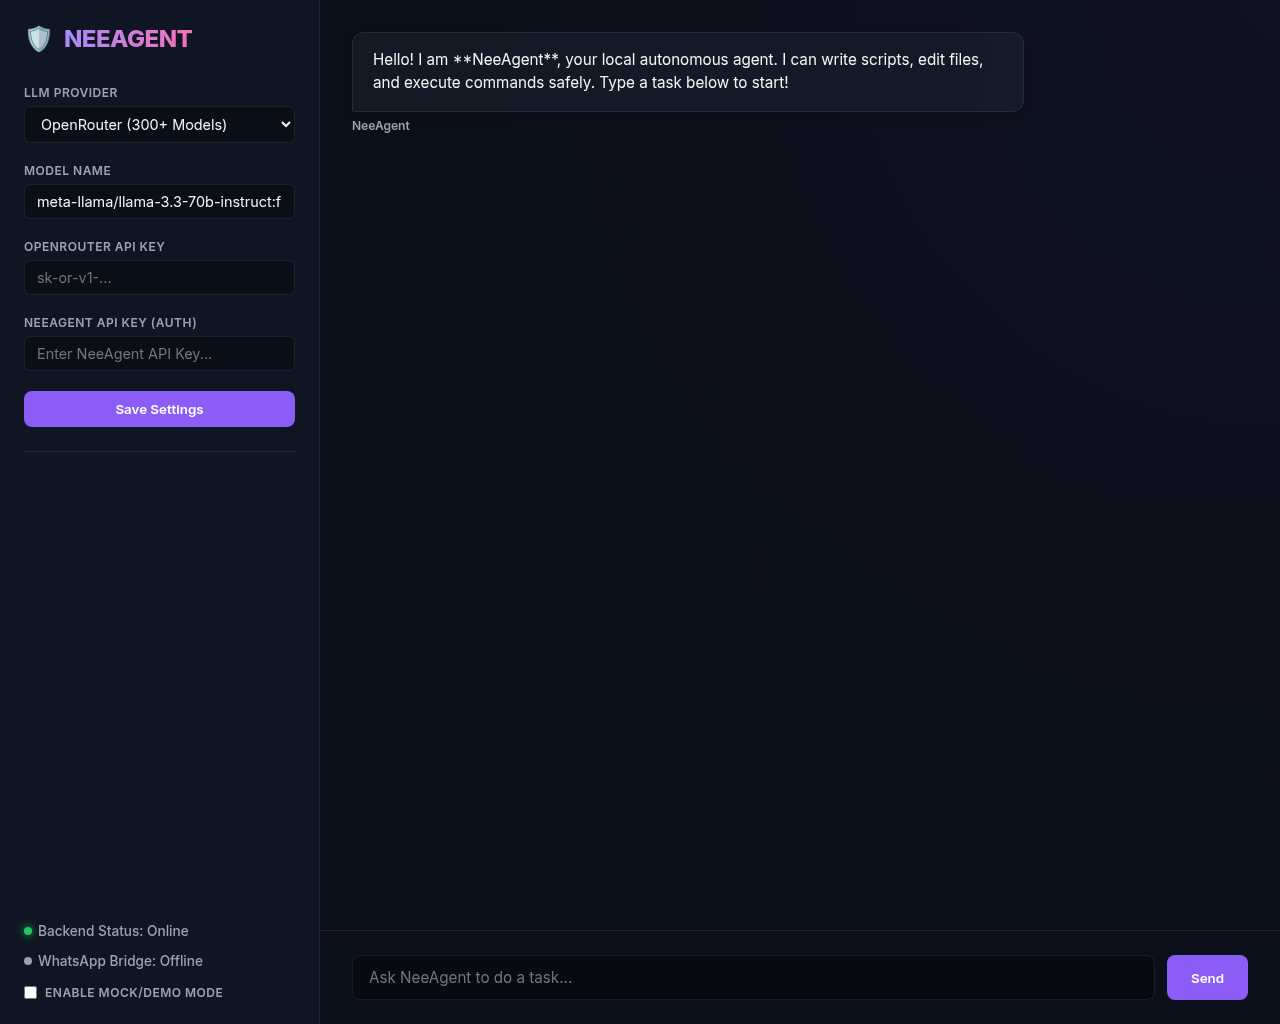 NEEAGENT
LLM PROVIDER
OpenRouter (300+ Models)
MODEL NAME
meta-llama/llama-3.3-70b-instruct:f
OPENROUTER API KEY
sk-or-v1-...
NEEAGENT API KEY (AUTH)
Enter NeeAgent API Key...
Save Settings
Backend Status: Online
WhatsApp Bridge: Offline
ENABLE MOCK/DEMO MODE
Hello! I am **NeeAgent**, your local autonomous agent. I can write scripts, edit files,
and execute commands safely. Type a task below to start!
NeeAgent
Ask NeeAgent to do a task...
Send